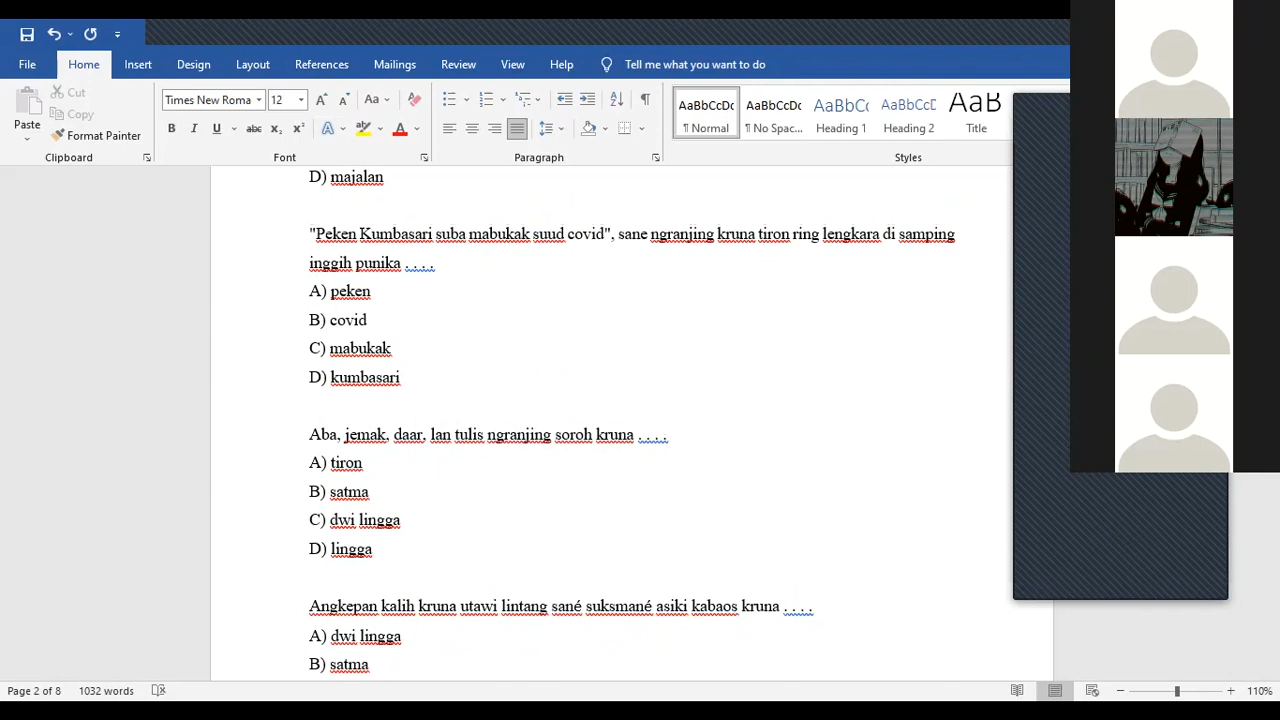 File Home Insert Design Layout References Mailings Review View Help Tell me what you want to do
Cut
Copy
Paste
Format Painter
Clipboard
Times New Roma 12
Font
Paragraph
AaBbCcDc AaBbCcDc AaBbC AaBbCcD AaB
¶ Normal ¶ No Spac... Heading 1 Heading 2 Title
Styles
D) majalan
"Peken Kumbasari suba mabukak suud covid", sane ngranjing kruna tiron ring lengkara di samping
inggih punika . . . .
A) peken
B) covid
C) mabukak
D) kumbasari
Aba, jemak, daar, lan tulis ngranjing soroh kruna . . . .
A) tiron
B) satma
C) dwi lingga
D) lingga
Angkepan kalih kruna utawi lintang sané suksmané asiki kabaos kruna . . . .
A) dwi lingga
B) satma
Page 2 of 8 1032 words 110%